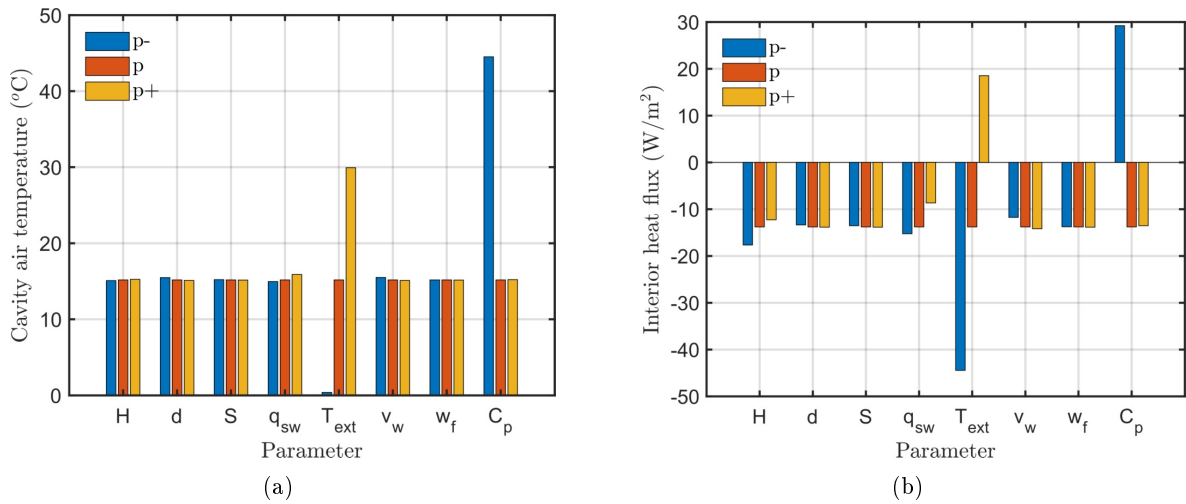 50
40
30
20
10
0
Cavity air temperature (°C)
p-
p
p+
H d S q_sw T_ext v_w w_f C_p
Parameter
(a)
30
20
10
0
-10
-20
-30
-40
-50
Interior heat flux (W/m²)
p-
p
p+
H d S q_sw T_ext v_w w_f C_p
Parameter
(b)